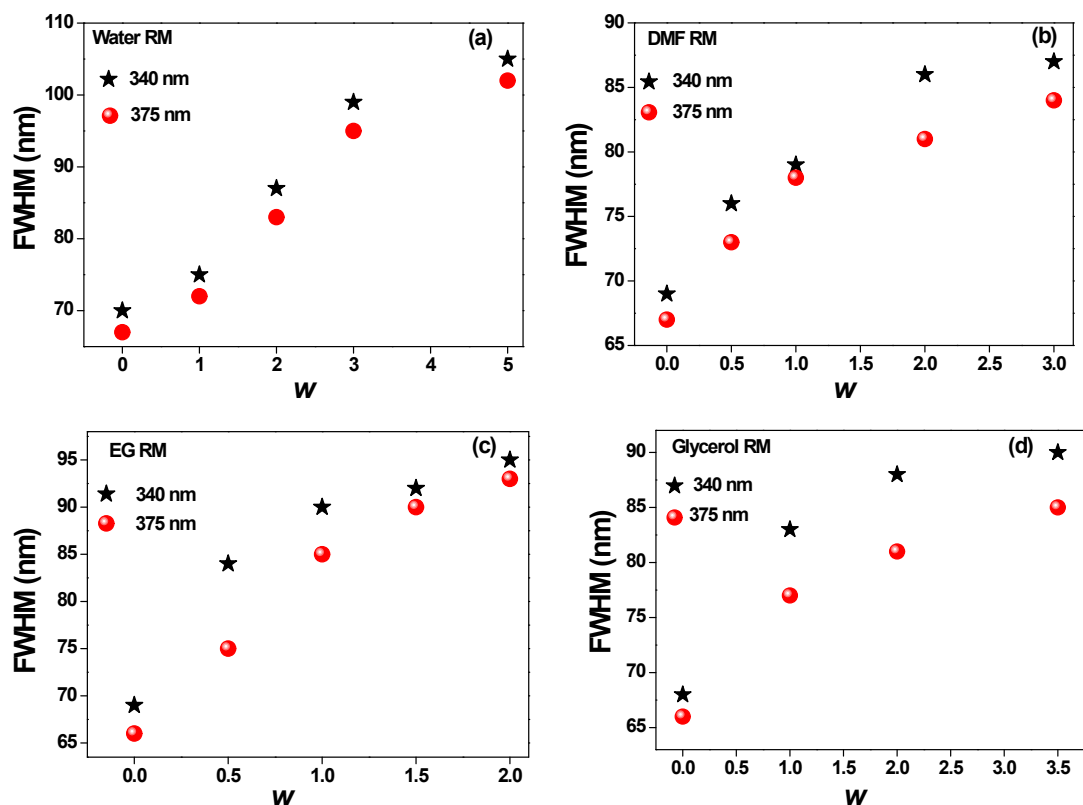 Water RM
(a)
340 nm
375 nm
FWHM (nm)
110
100
90
80
70
0 1 2 3 4 5
w
DMF RM
(b)
340 nm
375 nm
FWHM (nm)
90
85
80
75
70
65
0.0 0.5 1.0 1.5 2.0 2.5 3.0
w
EG RM
(c)
340 nm
375 nm
FWHM (nm)
95
90
85
80
75
70
65
0.0 0.5 1.0 1.5 2.0
w
Glycerol RM
(d)
340 nm
375 nm
FWHM (nm)
90
85
80
75
70
65
0.0 0.5 1.0 1.5 2.0 2.5 3.0 3.5
w